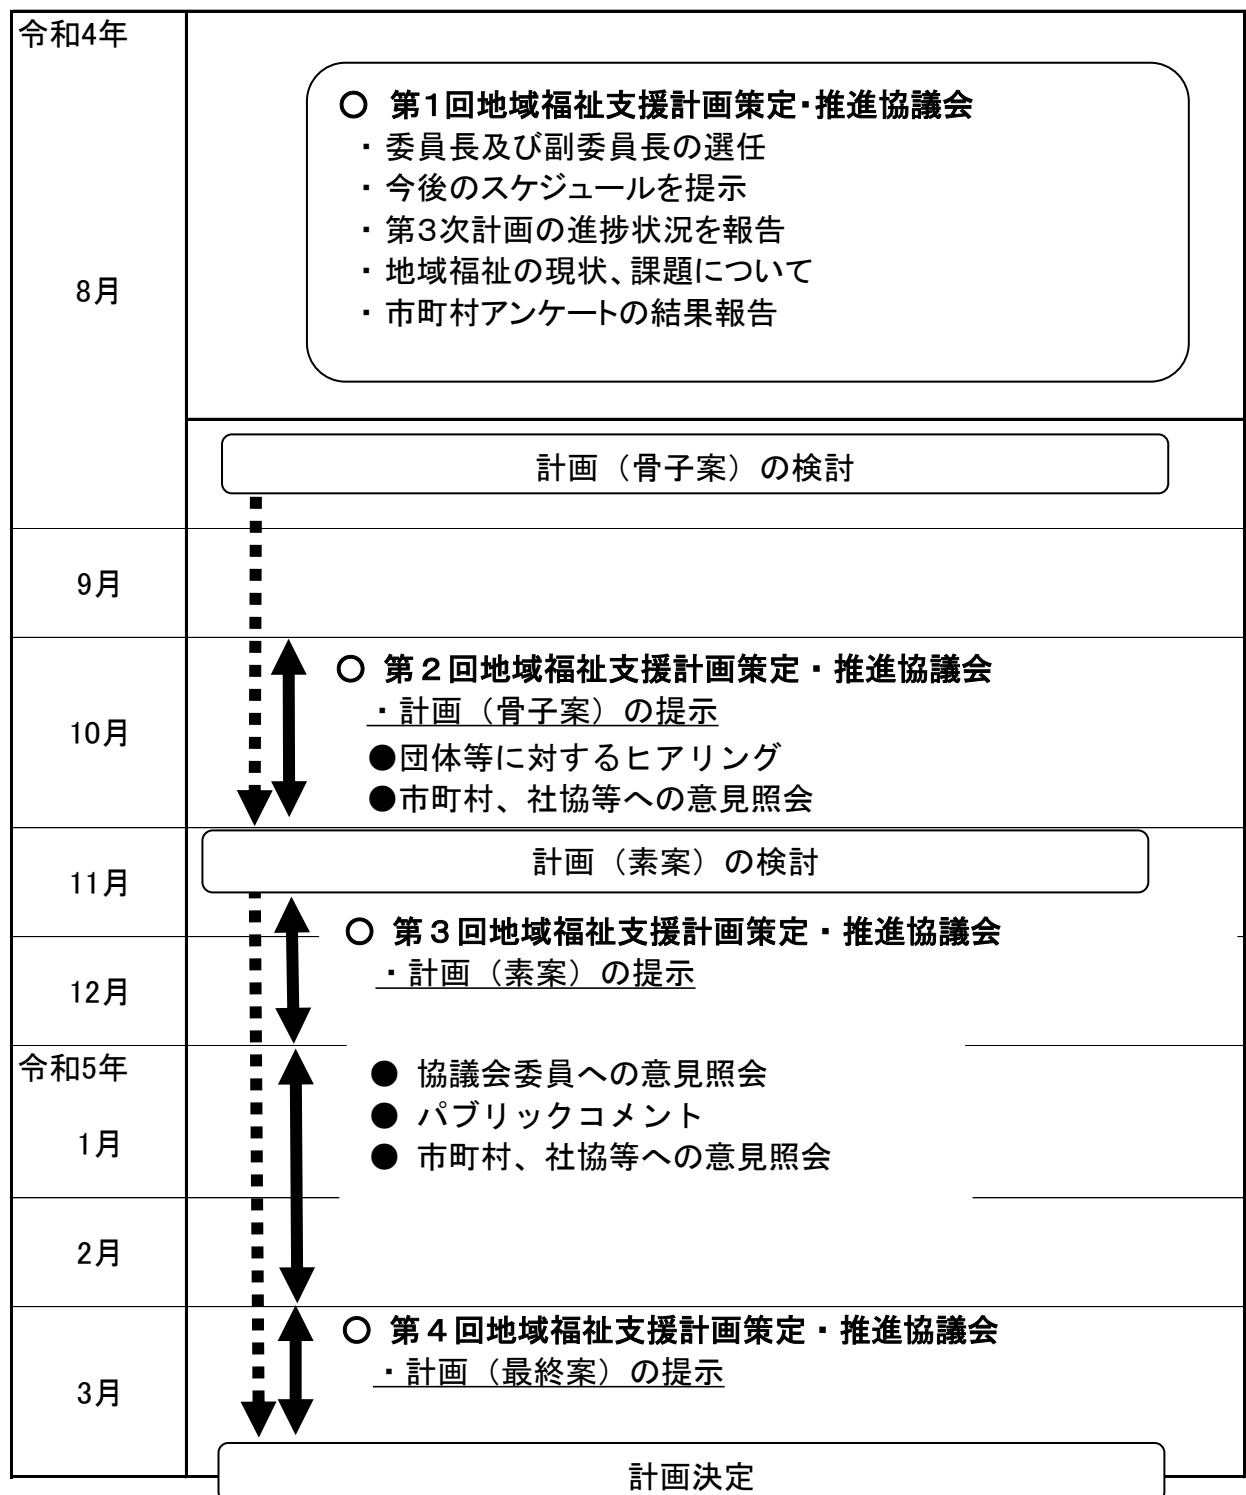 令和4年
○ 第1回地域福祉支援計画策定・推進協議会
・委員長及び副委員長の選任
・今後のスケジュールを提示
・第3次計画の進捗状況を報告
・地域福祉の現状、課題について
・市町村アンケートの結果報告
8月
計画（骨子案）の検討
9月
10月
○ 第２回地域福祉支援計画策定・推進協議会
・計画（骨子案）の提示
●団体等に対するヒアリング
●市町村、社協等への意見照会
11月
計画（素案）の検討
○ 第３回地域福祉支援計画策定・推進協議会
・計画（素案）の提示
12月
令和5年
1月
● 協議会委員への意見照会
● パブリックコメント
● 市町村、社協等への意見照会
2月
3月
○ 第４回地域福祉支援計画策定・推進協議会
・計画（最終案）の提示
計画決定